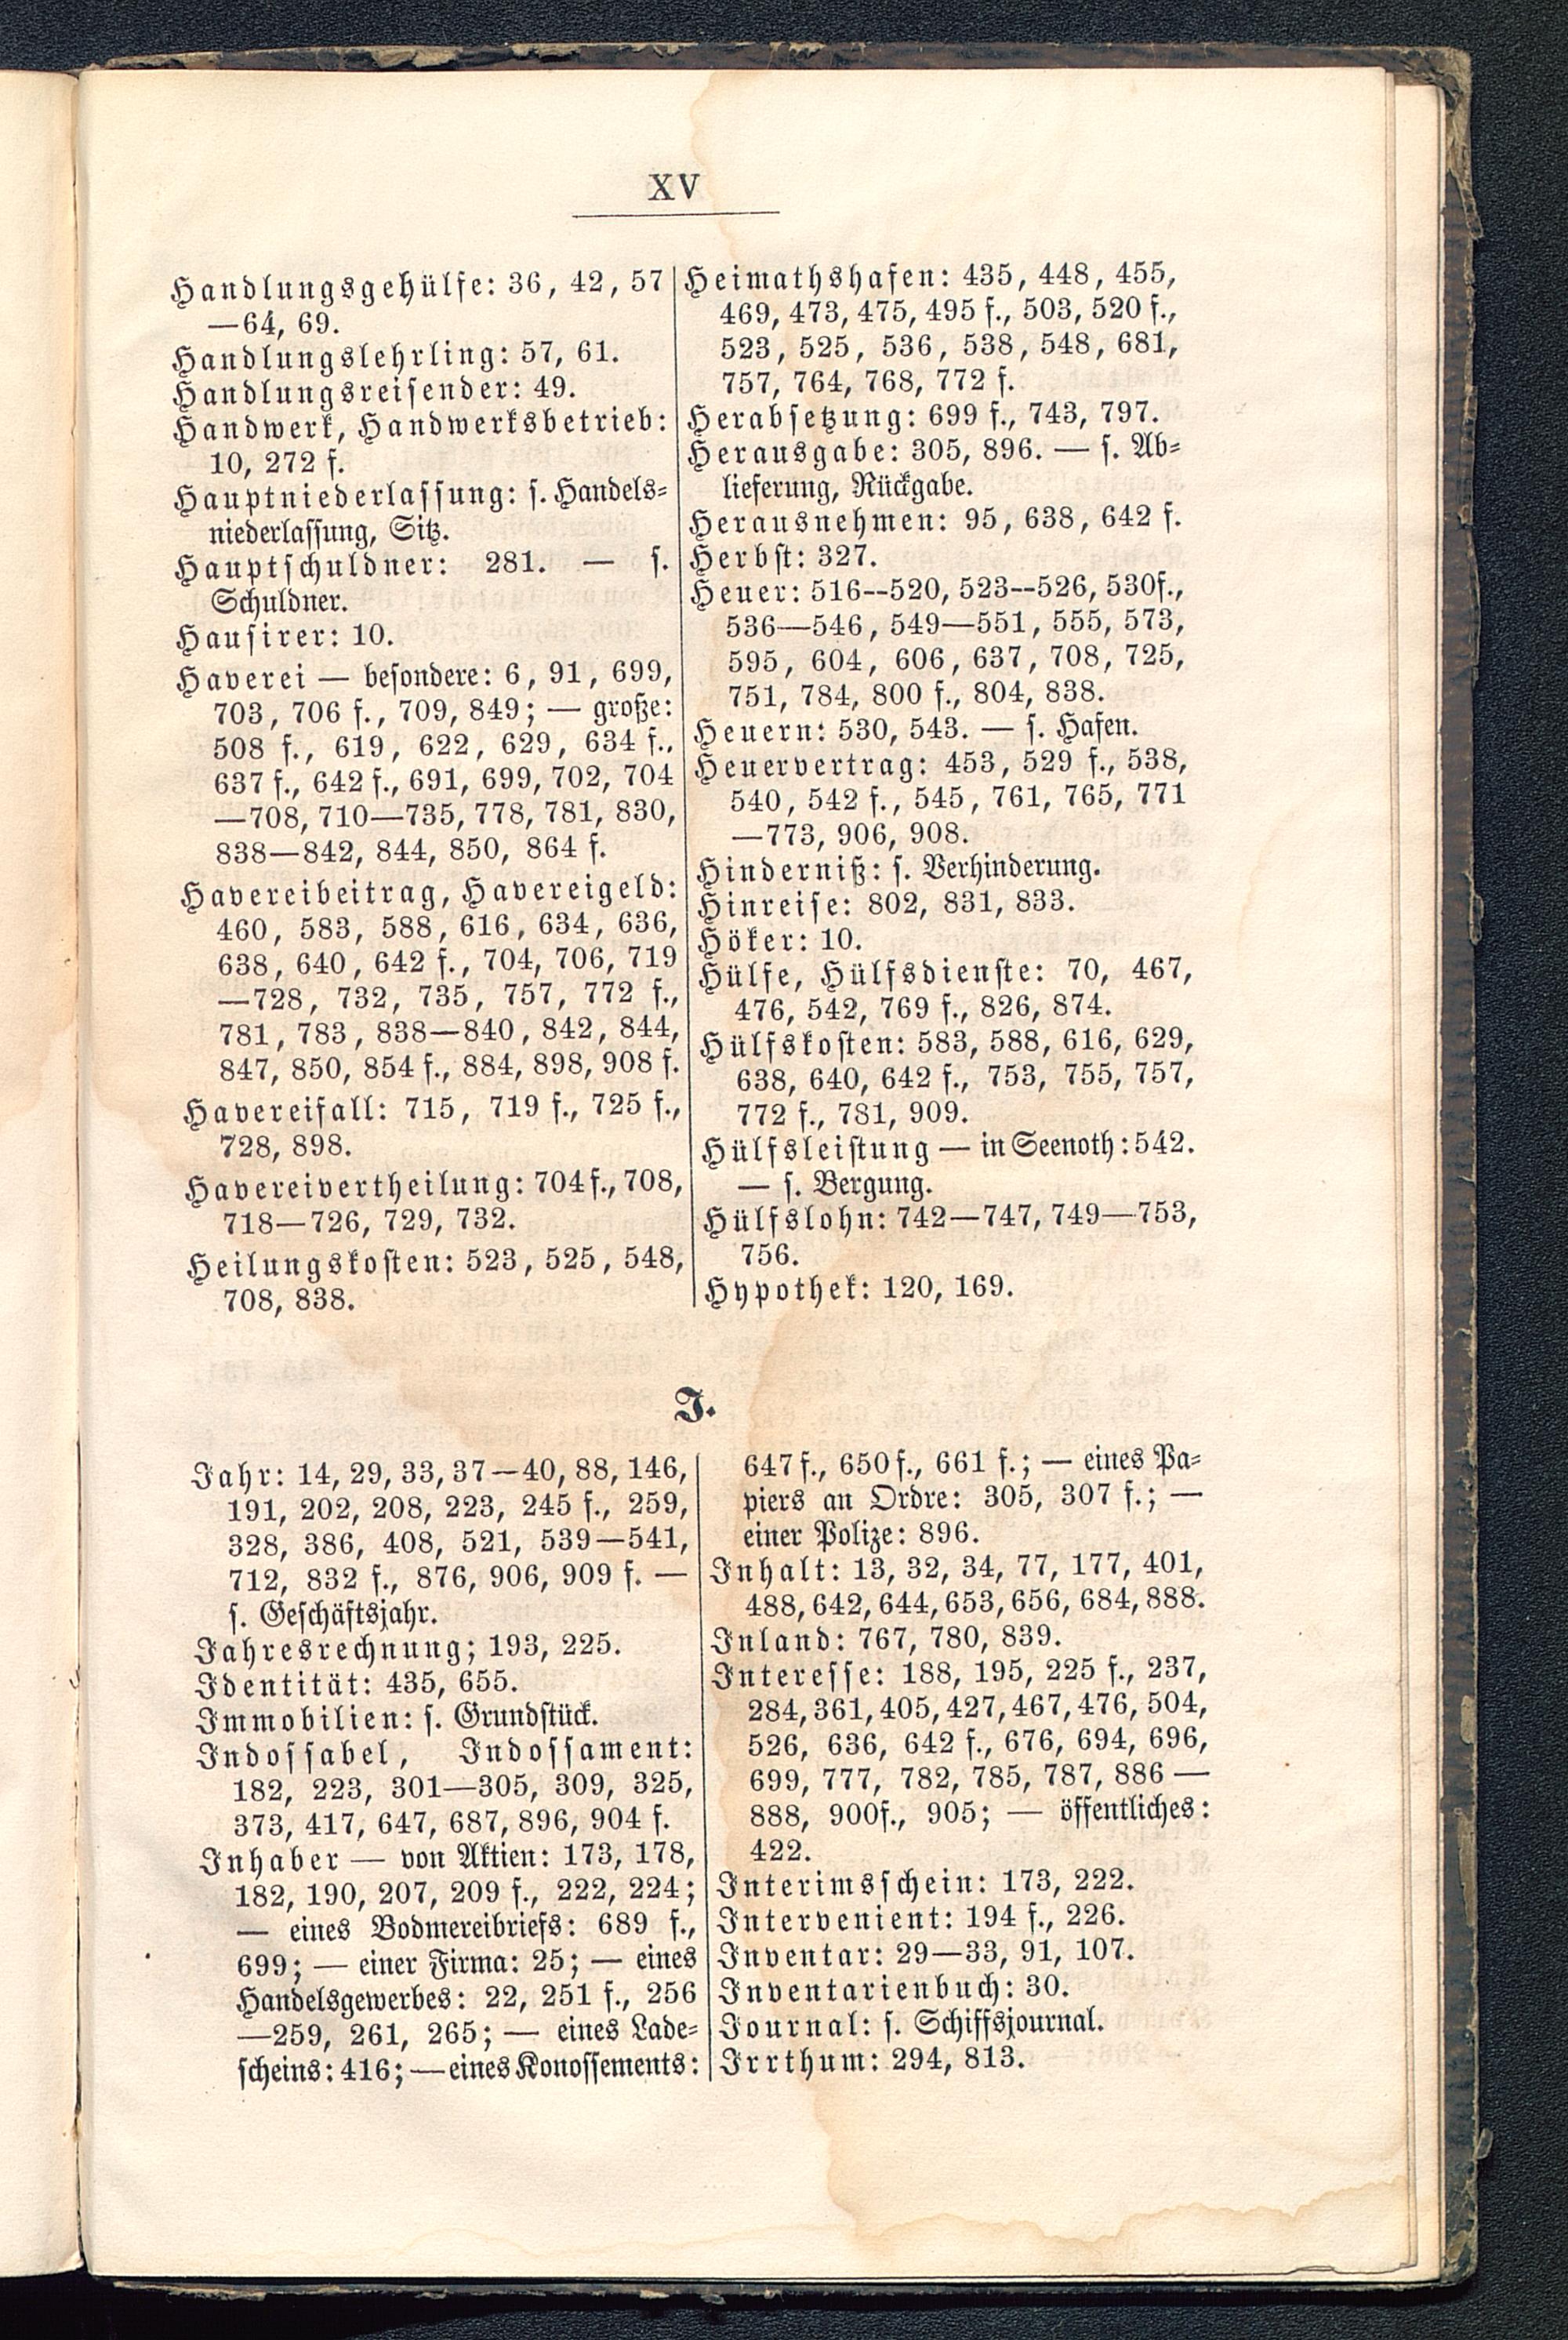 XV
Handlungsgehülfe: 36, 42, 57
—64, 69.
Handlungslehrling: 57, 61.
Handlungsreisender: 49.
Handwerk, Handwerksbetrieb:
10, 272 f.
Hauptniederlassung: s. Handels-
niederlassung, Sitz.
Hauptschuldner: 281. — s.
Schuldner.
Hausirer: 10.
Haverei — besondere: 6, 91, 699,
703, 706 f., 709, 849; — große:
508 f., 619, 622, 629, 634 f.,
637 f., 642 f., 691, 699, 702, 704
—708, 710—735, 778, 781, 830,
838—842, 844, 850, 864 f.
Havereibeitrag, Havereigeld:
460, 583, 588, 616, 634, 636,
638, 640, 642 f., 704, 706, 719
—728, 732, 735, 757, 772 f.,
781, 783, 838—840, 842, 844,
847, 850, 854 f., 884, 898, 908 f.
Havereifall: 715, 719 f., 725 f.,
728, 898.
Havereivertheilung: 704 f., 708,
718—726, 729, 732.
Heilungskosten: 523, 525, 548,
708, 838.
Heimathshafen: 435, 448, 455,
469, 473, 475, 495 f., 503, 520 f.,
523, 525, 536, 538, 548, 681,
757, 764, 768, 772 f.
Herabsetzung: 699 f., 743, 797.
Herausgabe: 305, 896. — s. Ab-
lieferung, Rückgabe.
Herausnehmen: 95, 638, 642 f.
Herbst: 327.
Heuer: 516--520, 523--526, 530f.,
536—546, 549—551, 555, 573,
595, 604, 606, 637, 708, 725,
751, 784, 800 f., 804, 838.
Heuern: 530, 543. — s. Hafen.
Heuervertrag: 453, 529 f., 538,
540, 542 f., 545, 761, 765, 771
—773, 906, 908.
Hinderniß: s. Verhinderung.
Hinreise: 802, 831, 833.
Höker: 10.
Hülfe, Hülfsdienste: 70, 467,
476, 542, 769 f., 826, 874.
Hülfskosten: 583, 588, 616, 629,
638, 640, 642 f., 753, 755, 757,
772 f., 781, 909.
Hülfsleistung — in Seenoth: 542.
— s. Bergung.
Hülfslohn: 742—747, 749—753,
756.
Hypothek: 120, 169.
J.
Jahr: 14, 29, 33, 37—40, 88, 146,
191, 202, 208, 223, 245 f., 259,
328, 386, 408, 521, 539—541,
712, 832 f., 876, 906, 909 f. —
s. Geschäftsjahr.
Jahresrechnung; 193, 225.
Identität: 435, 655.
Immobilien: s. Grundstück.
Indossabel, Indossament:
182, 223, 301—305, 309, 325,
373, 417, 647, 687, 896, 904 f.
Inhaber — von Aktien: 173, 178,
182, 190, 207, 209 f., 222, 224;
— eines Bodmereibriefs: 689 f.,
699; — einer Firma: 25; — eines
Handelsgewerbes: 22, 251 f., 256
—259, 261, 265; — eines Lade-
scheins: 416; — eines Konossements:
647 f., 650 f., 661 f.; — eines Pa-
piers an Ordre: 305, 307 f.; —
einer Polize: 896.
Inhalt: 13, 32, 34, 77, 177, 401,
488, 642, 644, 653, 656, 684, 888.
Inland: 767, 780, 839.
Interesse: 188, 195, 225 f., 237,
284, 361, 405, 427, 467, 476, 504,
526, 636, 642 f., 676, 694, 696,
699, 777, 782, 785, 787, 886 —
888, 900f., 905; — öffentliches:
422.
Interimsschein: 173, 222.
Intervenient: 194 f., 226.
Inventar: 29—33, 91, 107.
Inventarienbuch: 30.
Journal: s. Schiffsjournal.
Irrthum: 294, 813.